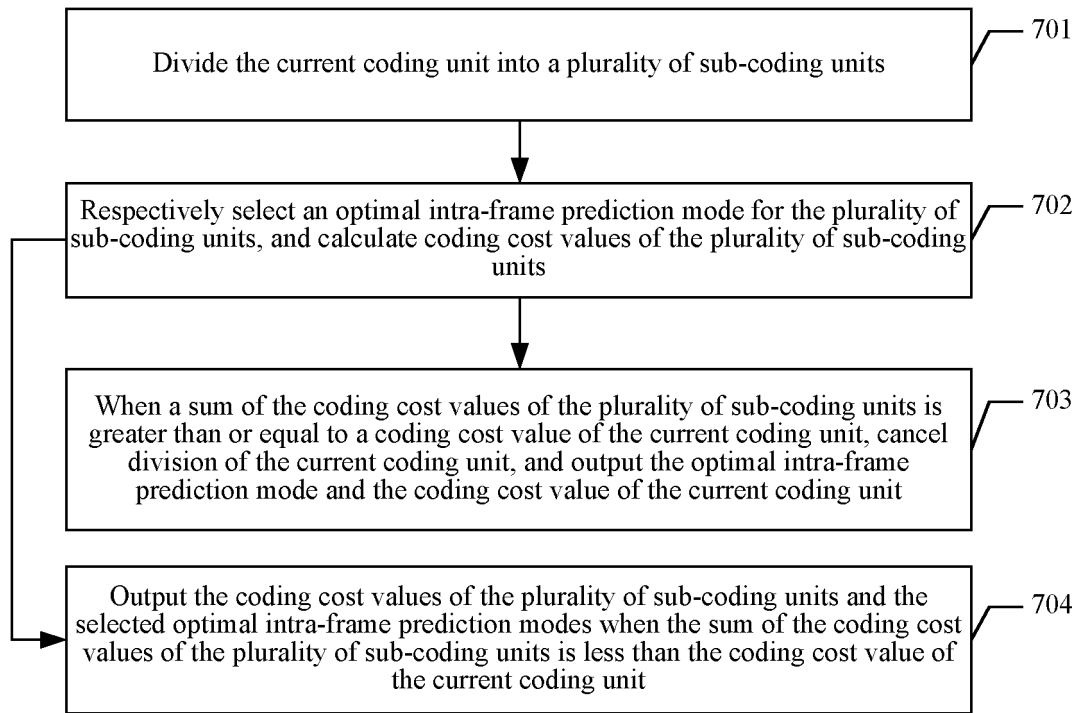 Divide the current coding unit into a plurality of sub-coding units
701
Respectively select an optimal intra-frame prediction mode for the plurality of
sub-coding units, and calculate coding cost values of the plurality of sub-coding
units
702
When a sum of the coding cost values of the plurality of sub-coding units is
greater than or equal to a coding cost value of the current coding unit, cancel
division of the current coding unit, and output the optimal intra-frame
prediction mode and the coding cost value of the current coding unit
703
Output the coding cost values of the plurality of sub-coding units and the
selected optimal intra-frame prediction modes when the sum of the coding cost
values of the plurality of sub-coding units is less than the coding cost value of
the current coding unit
704